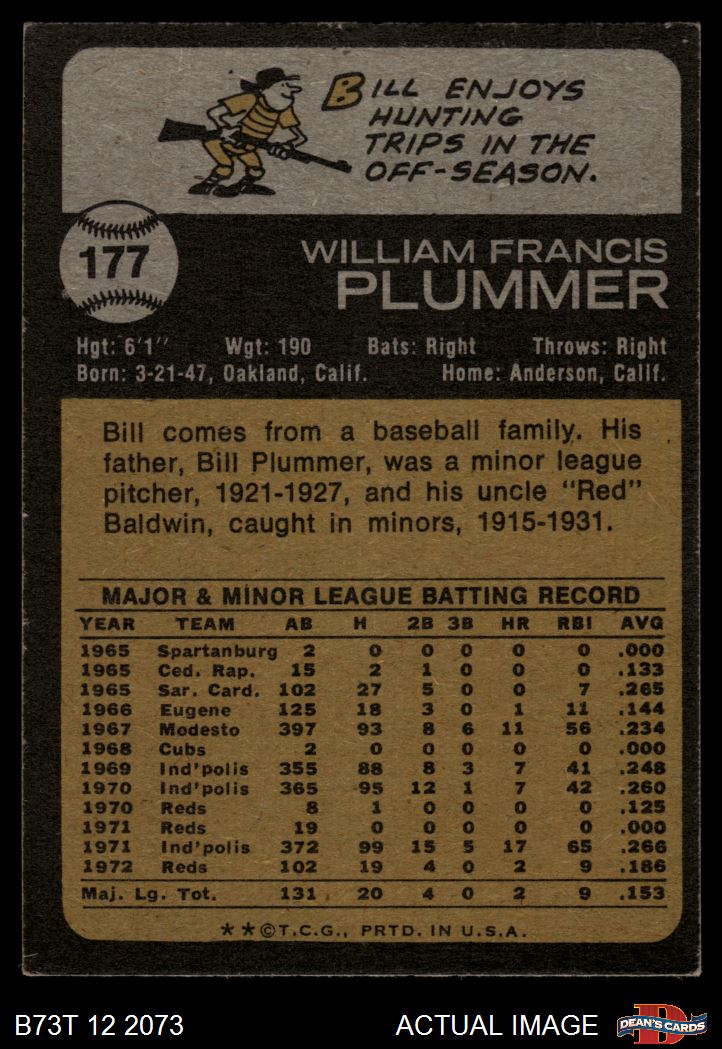 BILL ENJOYS
HUNTING
TRIPS IN THE
OFF-SEASON.
177
WILLIAM FRANCIS
PLUMMER
Hgt: 6'1" Wgt: 190 Bats: Right Throws: Right
Born: 3-21-47, Oakland, Calif. Home: Anderson, Calif.
Bill comes from a baseball family. His
father, Bill Plummer, was a minor league
pitcher, 1921-1927, and his uncle "Red"
Baldwin, caught in minors, 1915-1931.
MAJOR & MINOR LEAGUE BATTING RECORD
YEAR TEAM AB H 2B 3B HR RBI AVG
1965 Spartanburg 2 0 0 0 0 0 .000
1965 Ced. Rap. 15 2 1 0 0 0 .133
1965 Sar. Card. 102 27 5 0 0 7 .265
1966 Eugene 125 18 3 0 1 11 .144
1967 Modesto 397 93 8 6 11 56 .234
1968 Cubs 2 0 0 0 0 0 .000
1969 Ind'polis 355 88 8 3 7 41 .248
1970 Ind'polis 365 95 12 1 7 42 .260
1970 Reds 8 1 0 0 0 0 .125
1971 Reds 19 0 0 0 0 0 .000
1971 Ind'polis 372 99 15 5 17 65 .266
1972 Reds 102 19 4 0 2 9 .186
Maj. Lg. Tot. 131 20 4 0 2 9 .153
**©T.C.G., PRTD. IN U.S.A.
B73T 12 2073 ACTUAL IMAGE
D
DEAN'S CARDS